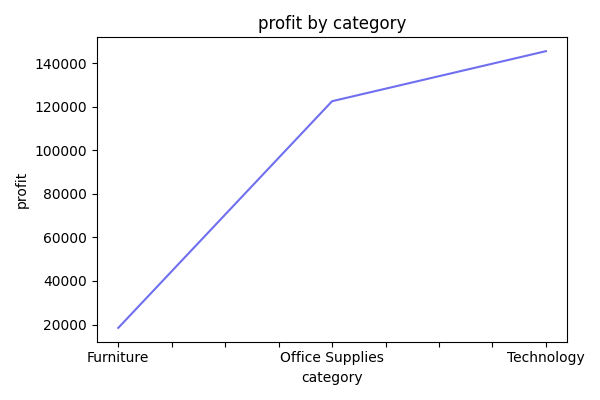 profit by category
140000
120000
100000
80000
60000
40000
20000
profit
Furniture Office Supplies Technology
category